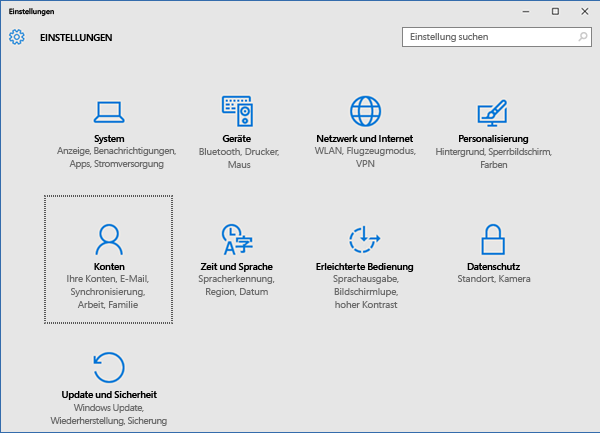 Einstellungen
EINSTELLUNGEN
Einstellung suchen
System
Anzeige, Benachrichtigungen,
Apps, Stromversorgung
Geräte
Bluetooth, Drucker,
Maus
Netzwerk und Internet
WLAN, Flugzeugmodus,
VPN
Personalisierung
Hintergrund, Sperrbildschirm,
Farben
Konten
Ihre Konten, E-Mail,
Synchronisierung,
Arbeit, Familie
A字
Zeit und Sprache
Spracherkennung,
Region, Datum
Erleichterte Bedienung
Sprachausgabe,
Bildschirmlupe,
hoher Kontrast
Datenschutz
Standort, Kamera
Update und Sicherheit
Windows Update,
Wiederherstellung, Sicherung